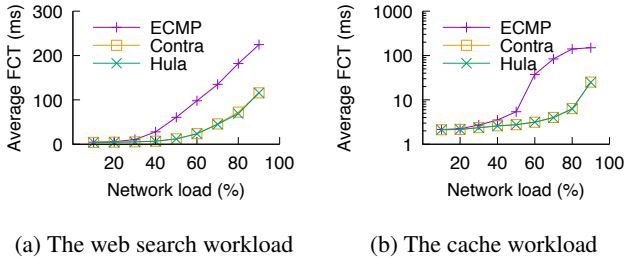 Average FCT (ms)
300
200
100
0
ECMP
Contra
Hula
20 40 60 80 100
Network load (%)
(a) The web search workload
Average FCT (ms)
1000
100
10
1
ECMP
Contra
Hula
20 40 60 80 100
Network load (%)
(b) The cache workload